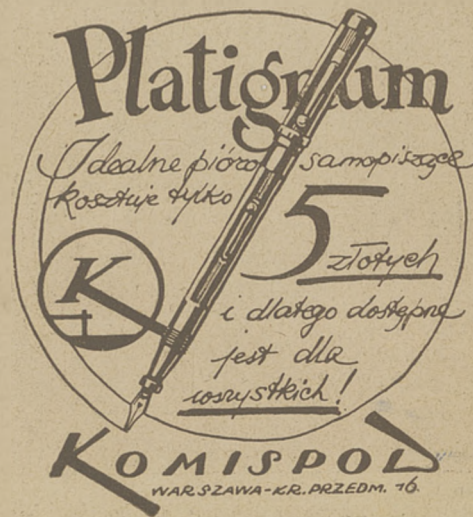 Platignum
Idealne pióro samopiszące
kosztuje tylko 5
złotych
K
i dlatego dostępne
jest dla
wszystkich!
KOMISPOL
WARSZAWA-KR. PRZEDM. 16.